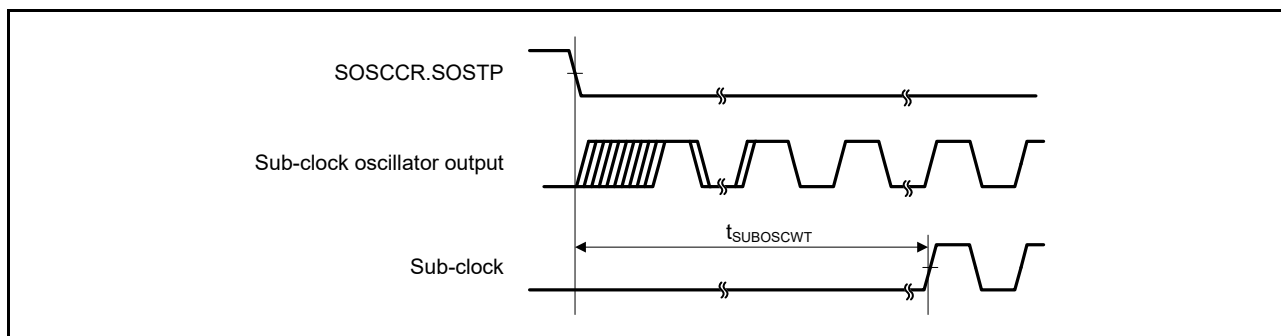 SOSCCR.SOSTP
Sub-clock oscillator output
tSUBOSCWT
Sub-clock